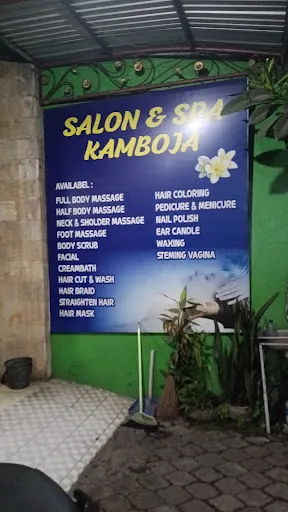 SALON & SPA
KAMBOJA
AVAILABEL :
FULL BODY MASSAGE
HALF BODY MASSAGE
NECK & SHOLDER MASSAGE
FOOT MASSAGE
BODY SCRUB
FACIAL
CREAMBATH
HAIR CUT & WASH
HAIR BRAID
STRAIGHTEN HAIR
HAIR MASK
HAIR COLORING
PEDICURE & MENICURE
NAIL POLISH
EAR CANDLE
WAXING
STEMING VAGINA